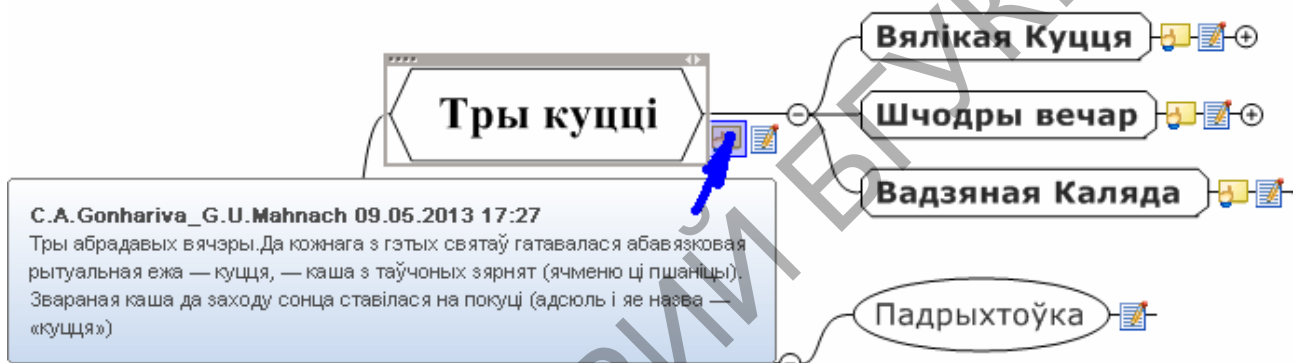 Тры куцці
Вялікая Куцця
Шчодры вечар
Вадзяная Каляда
C.A.Gonhariva_G.U.Mahnach 09.05.2013 17:27
Тры абрадавых вячэры.Да кожнага з гэтых святаў гатавалася абавязковая
рытуальная ежа — куцця, — каша з таўчоных зярнят (ячменю ці пшаніцы).
Звараная каша да заходу сонца ставілася на покуці (адсюль і яе назва —
«куцця»)
Падрыхтоўка